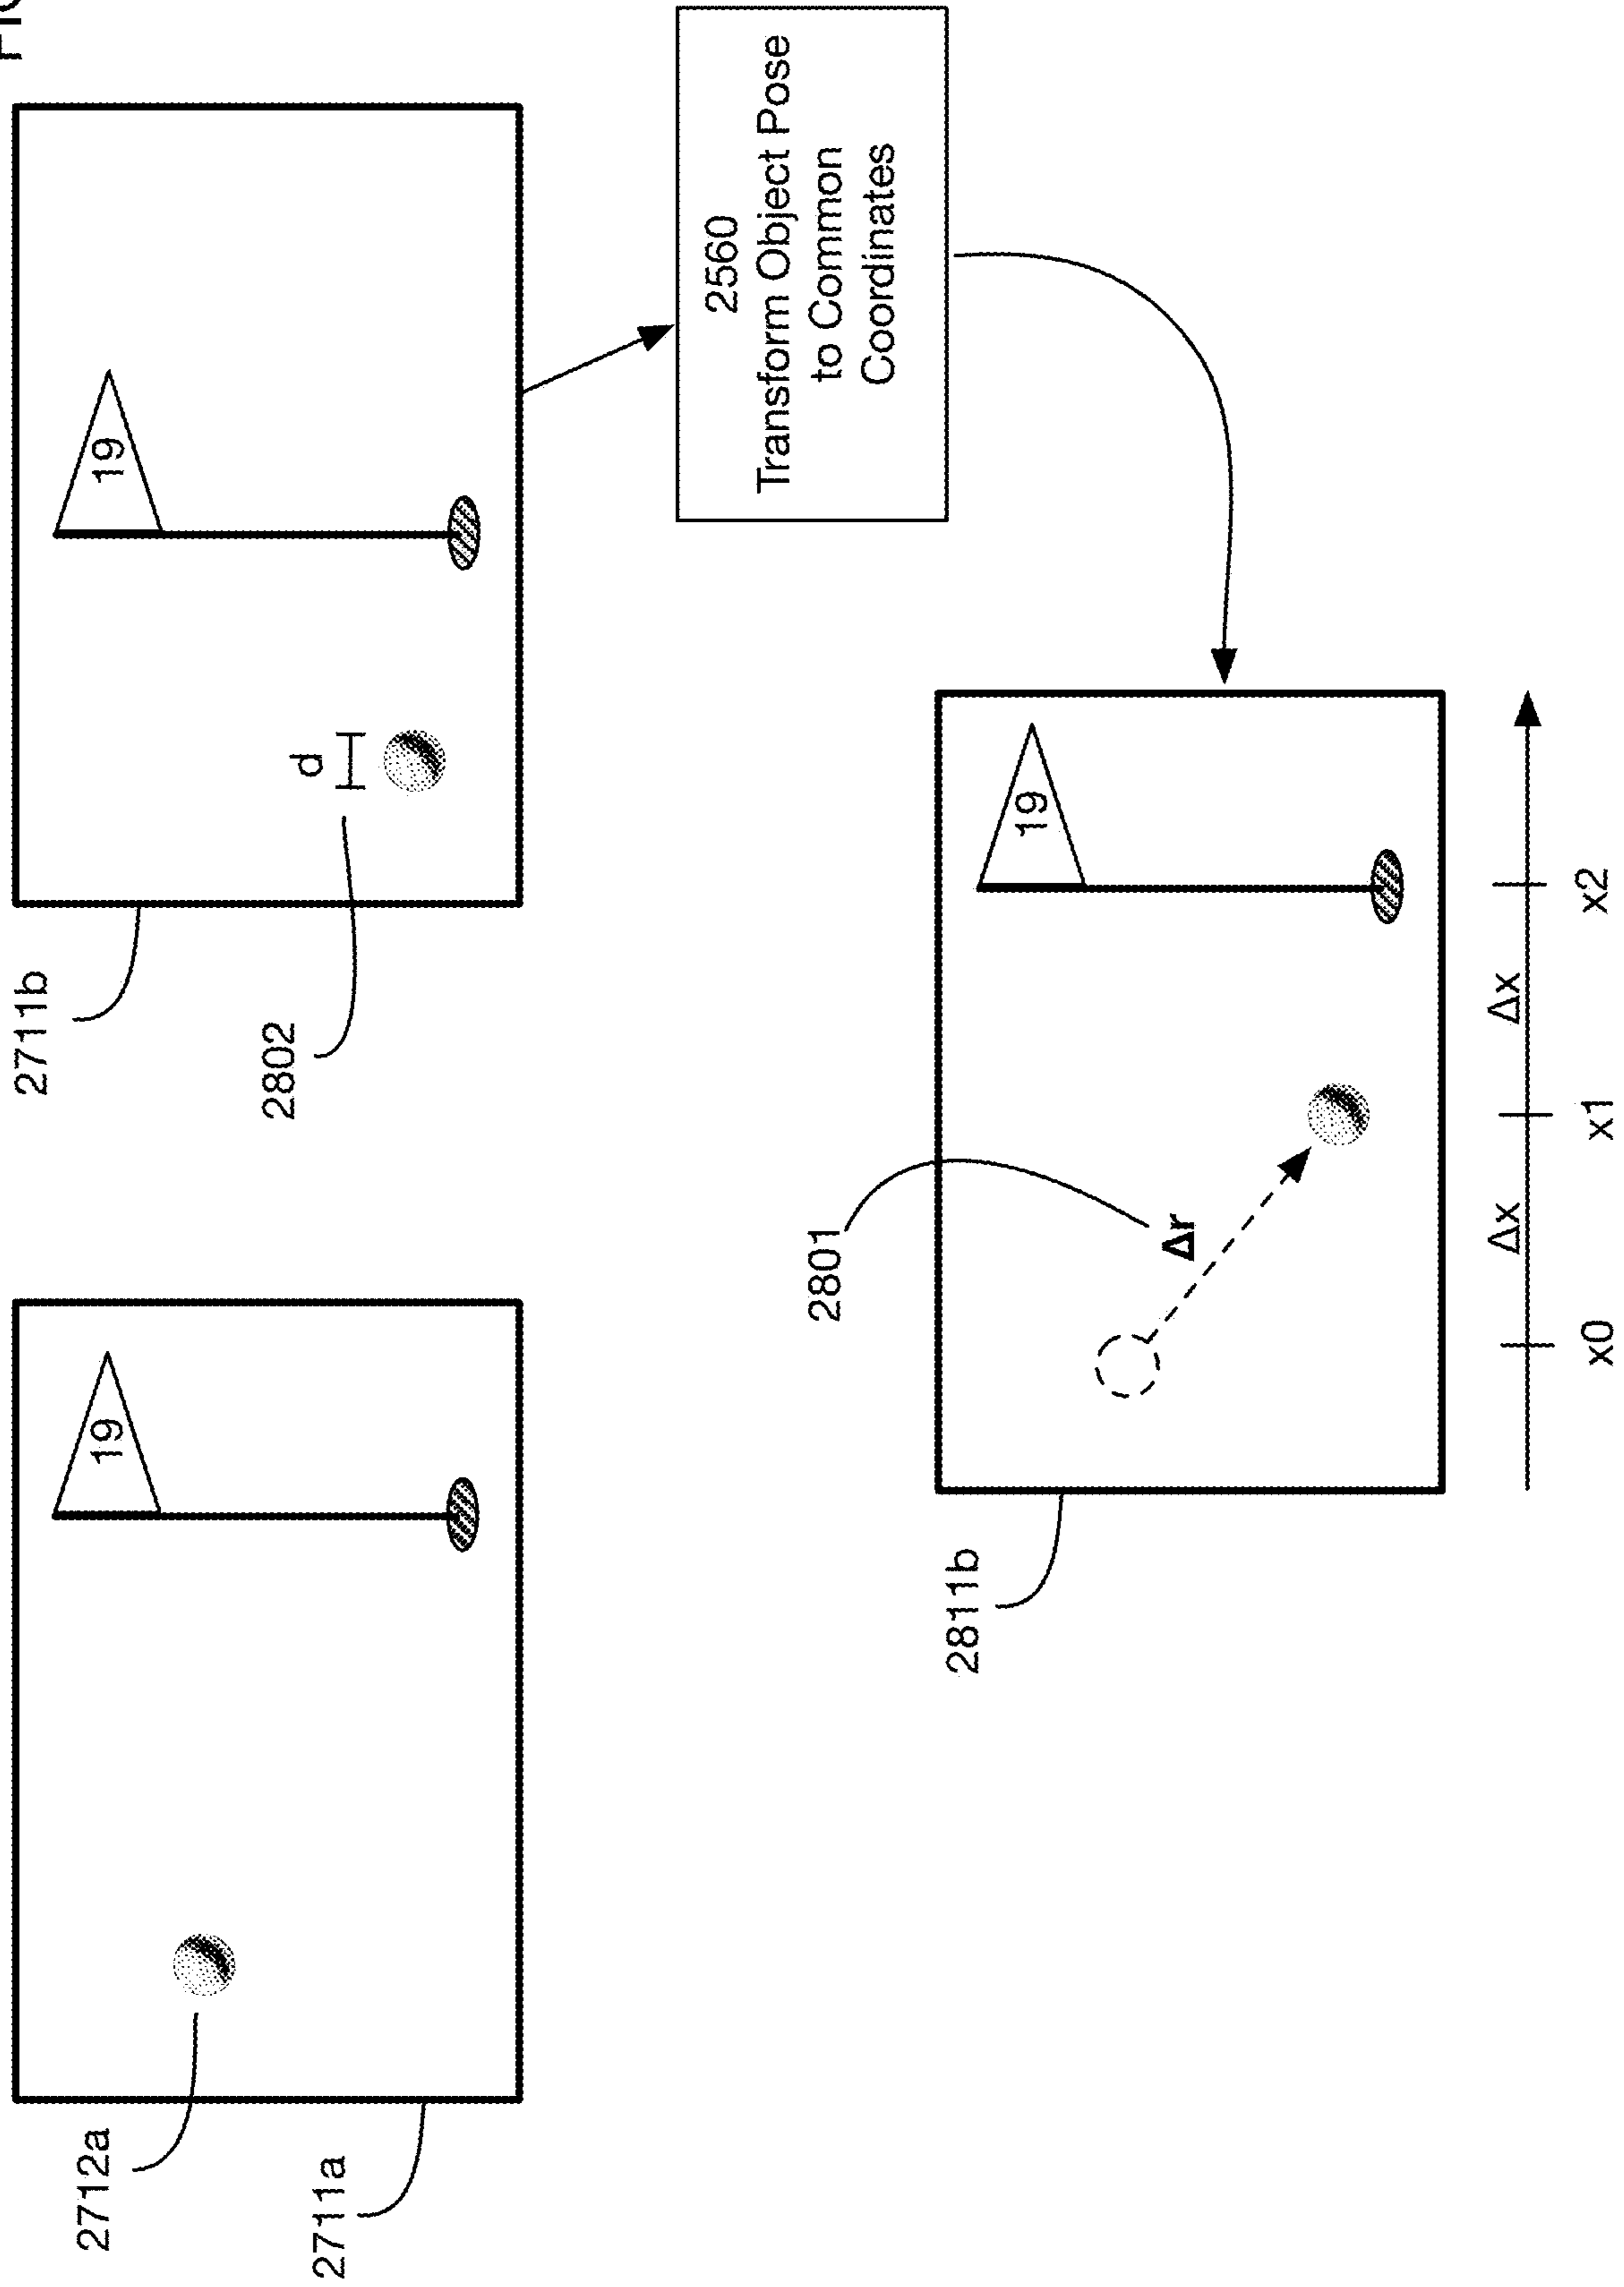 2712a
2711a
19
2711b
2802
d
19
2560
Transform Object Pose
to Common
Coordinates
2801
2811b
Δr
19
Δx
Δx
x0
x1
x2